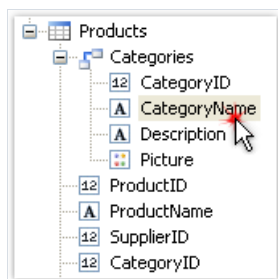 Products
Categories
12 CategoryID
A CategoryName
A Description
Picture
12 ProductID
A ProductName
12 SupplierID
12 CategoryID